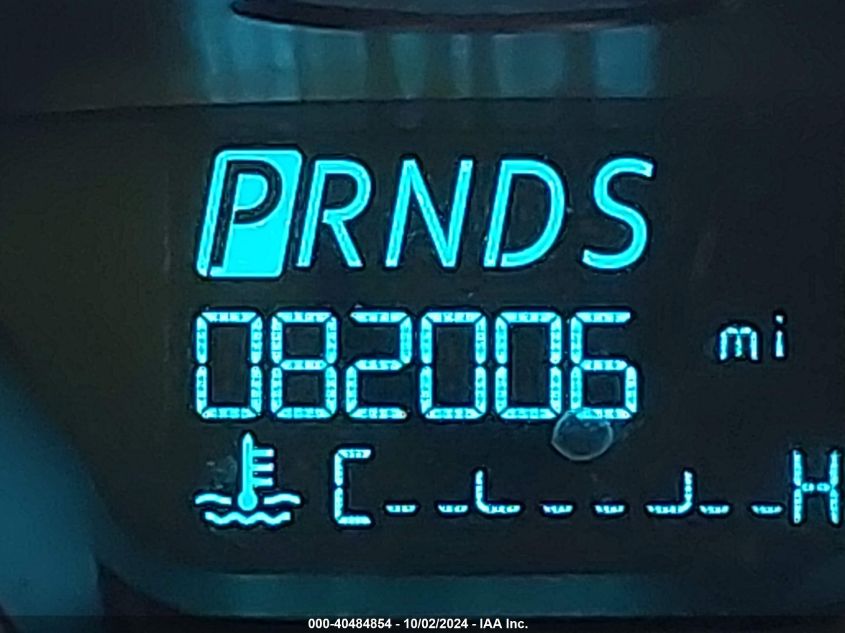 PRNDS
082006 mi
C H
000-40484854 - 10/02/2024 - IAA Inc.